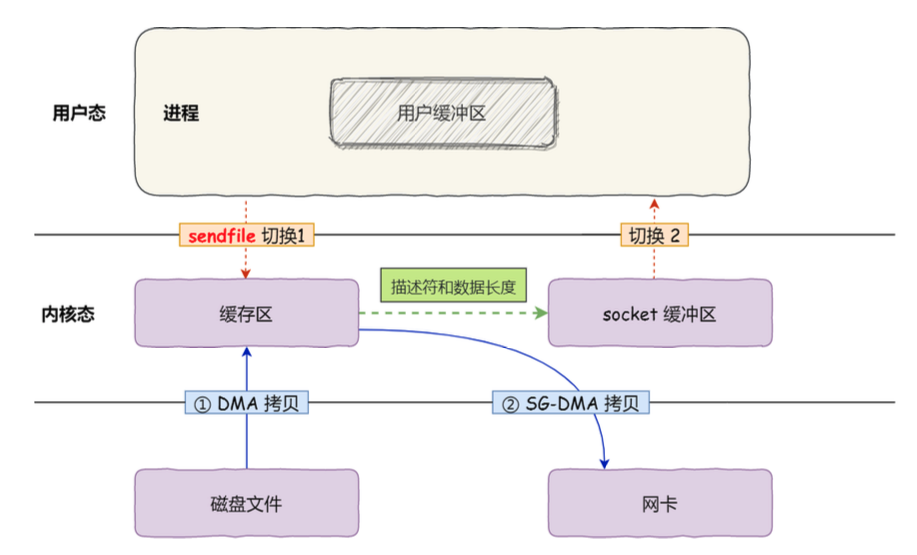 用户态
进程
用户缓冲区
sendfile 切换1
切换 2
内核态
缓存区
描述符和数据长度
socket 缓冲区
① DMA 拷贝
② SG-DMA 拷贝
磁盘文件
网卡